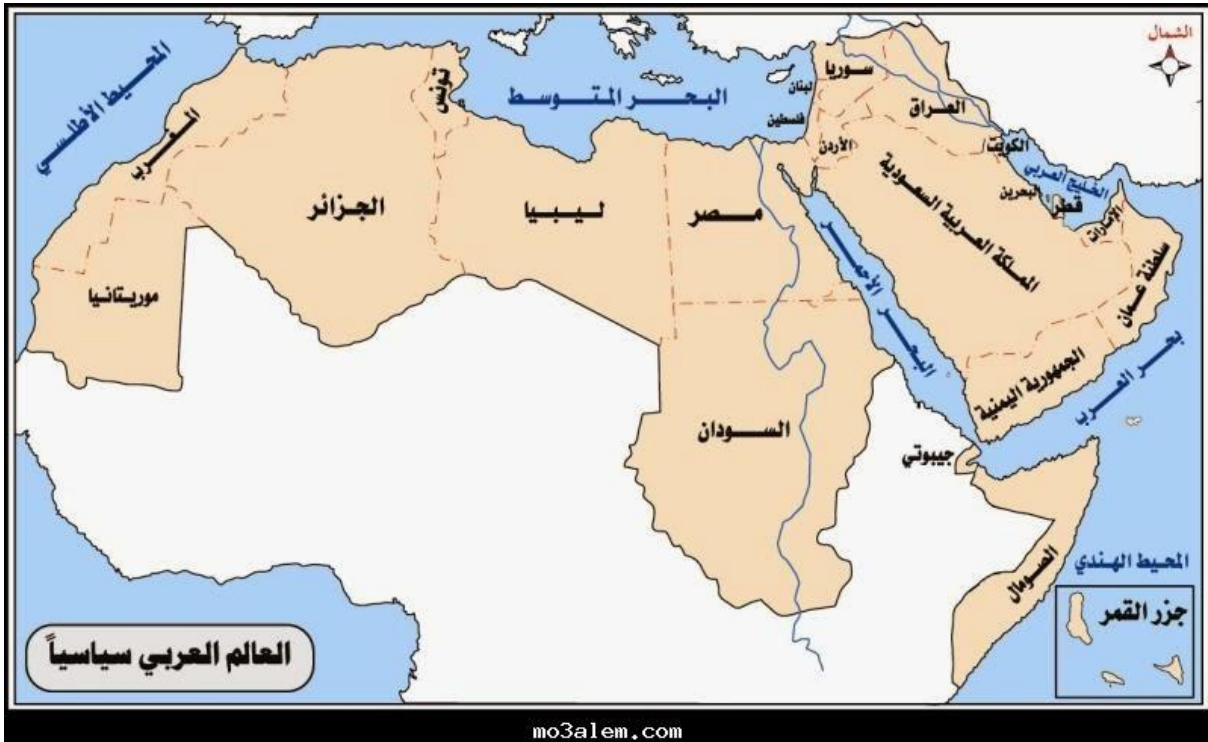 الشمال
المحيط الأطلسي
البحر المتوسط
تونس
المغرب
الجزائر
ليبيا
مصر
موريتانيا
السودان
سوريا
لبنان
فلسطين
الأردن
العراق
الكويت
الخليج العربي
البحرين
قطر
الإمارات
المملكة العربية السعودية
سلطنة عمان
الجمهورية اليمنية
البحر الأحمر
بحر العرب
جيبوتي
الصومال
المحيط الهندي
جزر القمر
العالم العربي سياسياً
mo3alem.com